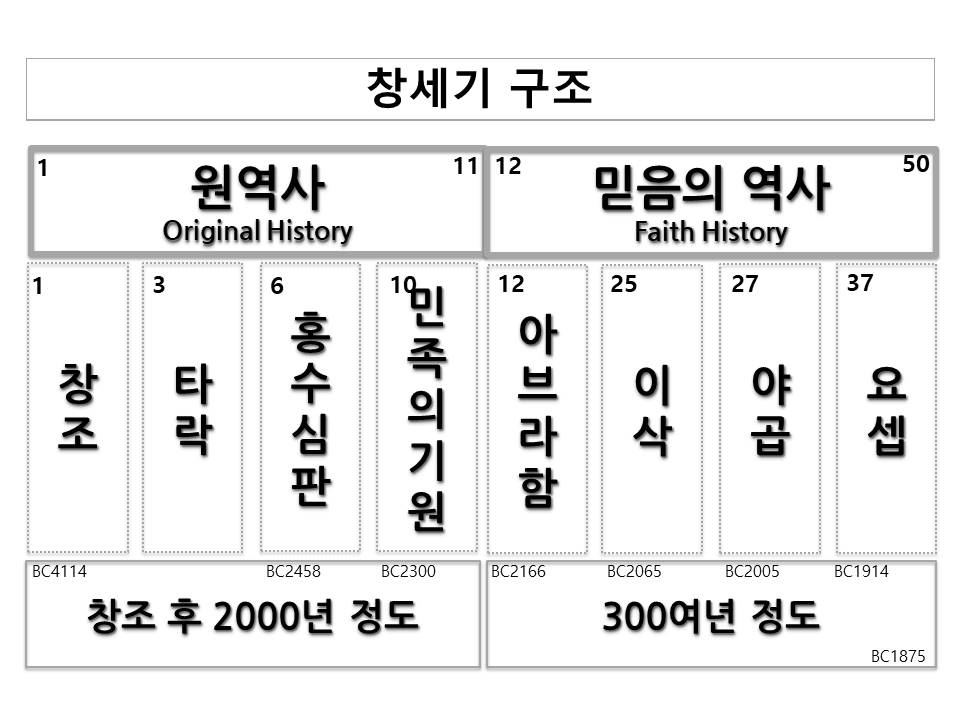 창세기 구조
1 11 12 50
원역사 믿음의 역사
Original History Faith History
1 3 6 10 12 25 27 37
창조
타락
홍수심판
민족의기원
아브라함
이삭
야곱
요셉
BC4114 BC2458 BC2300 BC2166 BC2065 BC2005 BC1914
창조 후 2000년 정도 300여년 정도
BC1875